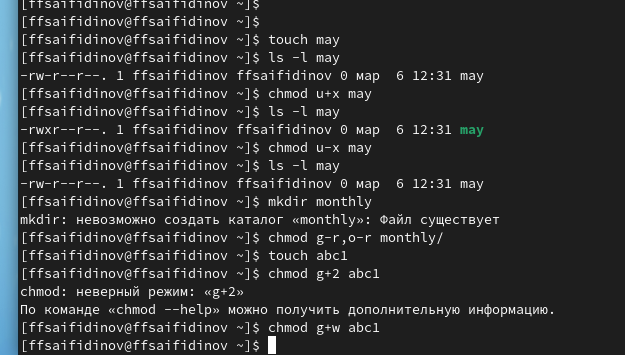 [ffsaifidinov@ffsaifidinov ~]$
[ffsaifidinov@ffsaifidinov ~]$
[ffsaifidinov@ffsaifidinov ~]$ touch may
[ffsaifidinov@ffsaifidinov ~]$ ls -l may
-rw-r--r--. 1 ffsaifidinov ffsaifidinov 0 мар  6 12:31 may
[ffsaifidinov@ffsaifidinov ~]$ chmod u+x may
[ffsaifidinov@ffsaifidinov ~]$ ls -l may
-rwxr--r--. 1 ffsaifidinov ffsaifidinov 0 мар  6 12:31 may
[ffsaifidinov@ffsaifidinov ~]$ chmod u-x may
[ffsaifidinov@ffsaifidinov ~]$ ls -l may
-rw-r--r--. 1 ffsaifidinov ffsaifidinov 0 мар  6 12:31 may
[ffsaifidinov@ffsaifidinov ~]$ mkdir monthly
mkdir: невозможно создать каталог «monthly»: Файл существует
[ffsaifidinov@ffsaifidinov ~]$ chmod g-r,o-r monthly/
[ffsaifidinov@ffsaifidinov ~]$ touch abc1
[ffsaifidinov@ffsaifidinov ~]$ chmod g+2 abc1
chmod: неверный режим: «g+2»
По команде «chmod --help» можно получить дополнительную информацию.
[ffsaifidinov@ffsaifidinov ~]$ chmod g+w abc1
[ffsaifidinov@ffsaifidinov ~]$